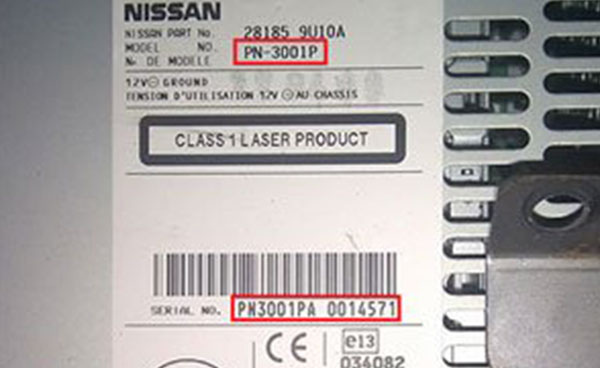 NISSAN
NISSAN PART No. 28185 9U10A
MODEL NO. PN-3001P
No DE MODELE
12V⊖GROUND
TENSION D'UTILISATION 12V ⊖AU CHASSIS
CLASS 1 LASER PRODUCT
SERIAL NO. PN3001PA 0014571
CE e13
034082